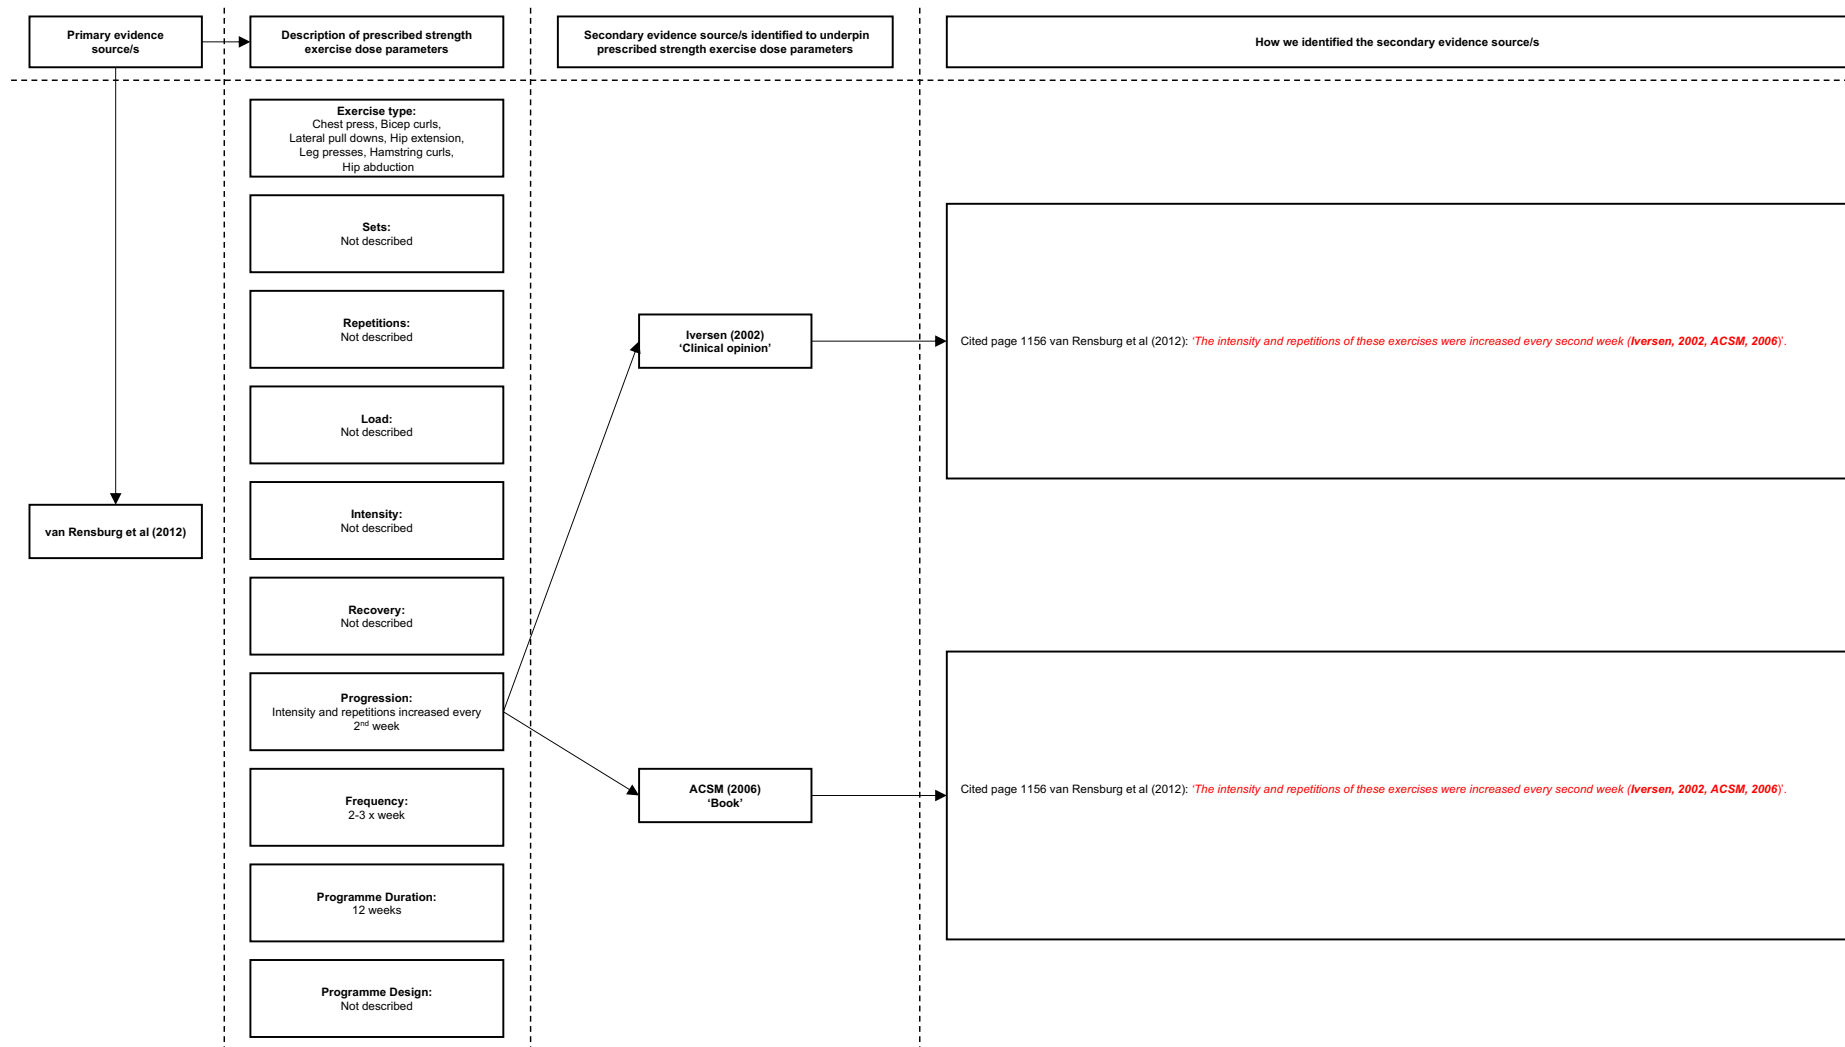 Primary evidence
source/s
Description of prescribed strength
exercise dose parameters
Secondary evidence source/s identified to underpin
prescribed strength exercise dose parameters
How we identified the secondary evidence source/s
Exercise type:
Chest press, Bicep curls,
Lateral pull downs, Hip extension,
Leg presses, Hamstring curls,
Hip abduction
Sets:
Not described
Repetitions:
Not described
Load:
Not described
Intensity:
Not described
Recovery:
Not described
Progression:
Intensity and repetitions increased every
2nd week
Frequency:
2-3 x week
Programme Duration:
12 weeks
Programme Design:
Not described
van Rensburg et al (2012)
Iversen (2002)
‘Clinical opinion’
Cited page 1156 van Rensburg et al (2012): ‘The intensity and repetitions of these exercises were increased every second week (Iversen, 2002, ACSM, 2006)’.
ACSM (2006)
‘Book’
Cited page 1156 van Rensburg et al (2012): ‘The intensity and repetitions of these exercises were increased every second week (Iversen, 2002, ACSM, 2006)’.